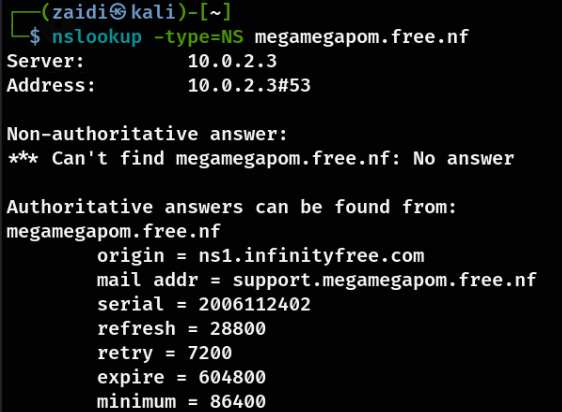 ┌──(zaidi㉿kali)-[~]
└─$ nslookup -type=NS megamegapom.free.nf
Server:         10.0.2.3
Address:        10.0.2.3#53

Non-authoritative answer:
*** Can't find megamegapom.free.nf: No answer

Authoritative answers can be found from:
megamegapom.free.nf
        origin = ns1.infinityfree.com
        mail addr = support.megamegapom.free.nf
        serial = 2006112402
        refresh = 28800
        retry = 7200
        expire = 604800
        minimum = 86400